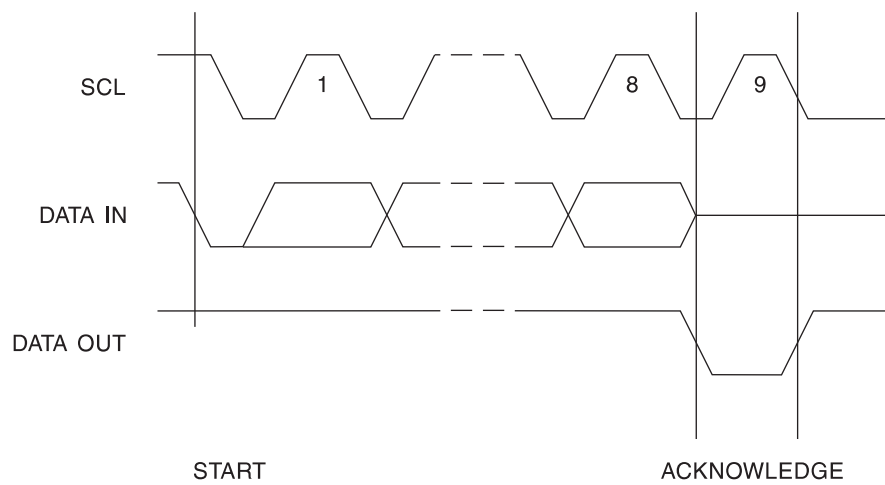 SCL
1
8
9
DATA IN
DATA OUT
START
ACKNOWLEDGE